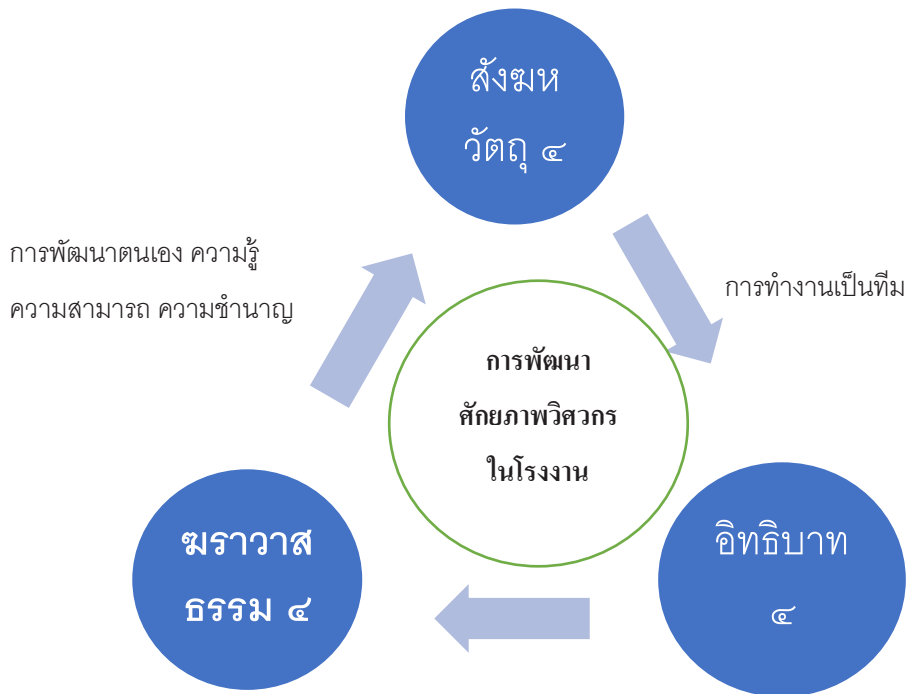 สังฆห
วัตถุ ๔
การพัฒนาตนเอง ความรู้
ความสามารถ ความชำนาญ
การทำงานเป็นทีม
การพัฒนา
ศักยภาพวิศวกร
ในโรงงาน
ฆราวาส
ธรรม ๔
อิทธิบาท
๔